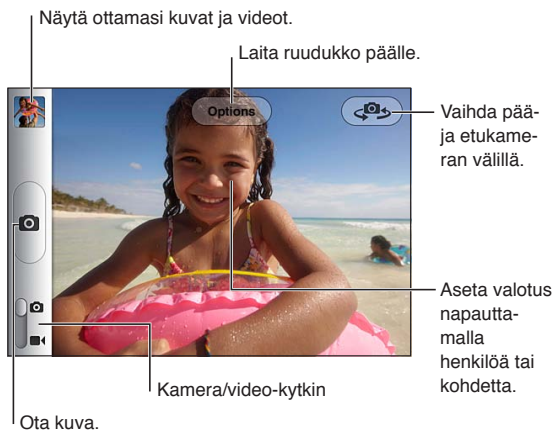 Näytä ottamasi kuvat ja videot.
Laita ruudukko päälle.
Options
Vaihda pää-
ja etukame-
ran välillä.
Aseta valotus
napautta-
malla
henkilöä tai
kohdetta.
Kamera/video-kytkin
Ota kuva.